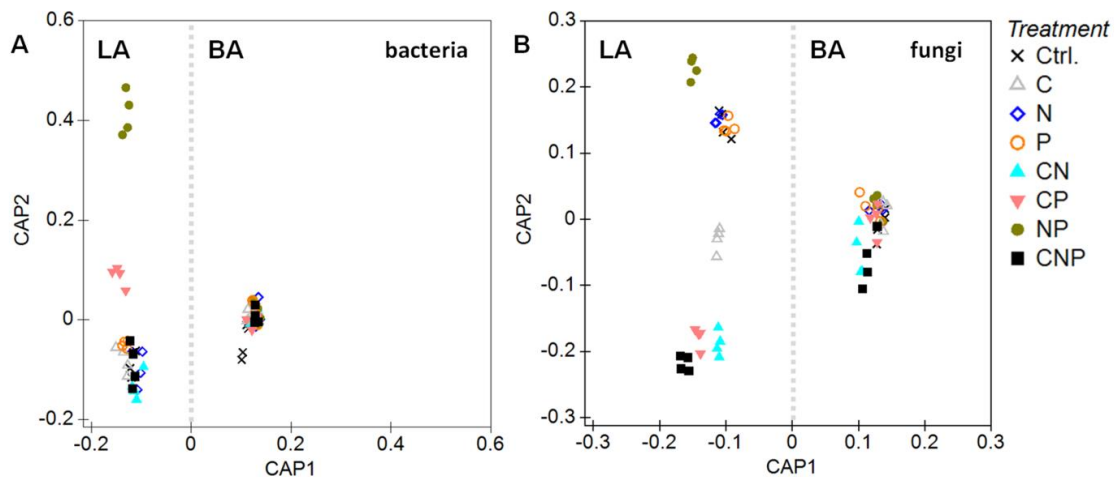 A
LA
BA
bacteria
CAP2
0.6
0.4
0.2
0
-0.2
-0.2
0
0.2
0.4
0.6
CAP1
B
LA
BA
fungi
CAP2
0.3
0.2
0.1
0
-0.1
-0.2
-0.3
-0.3
-0.2
-0.1
0
0.1
0.2
0.3
CAP1
Treatment
Ctrl.
C
N
P
CN
CP
NP
CNP